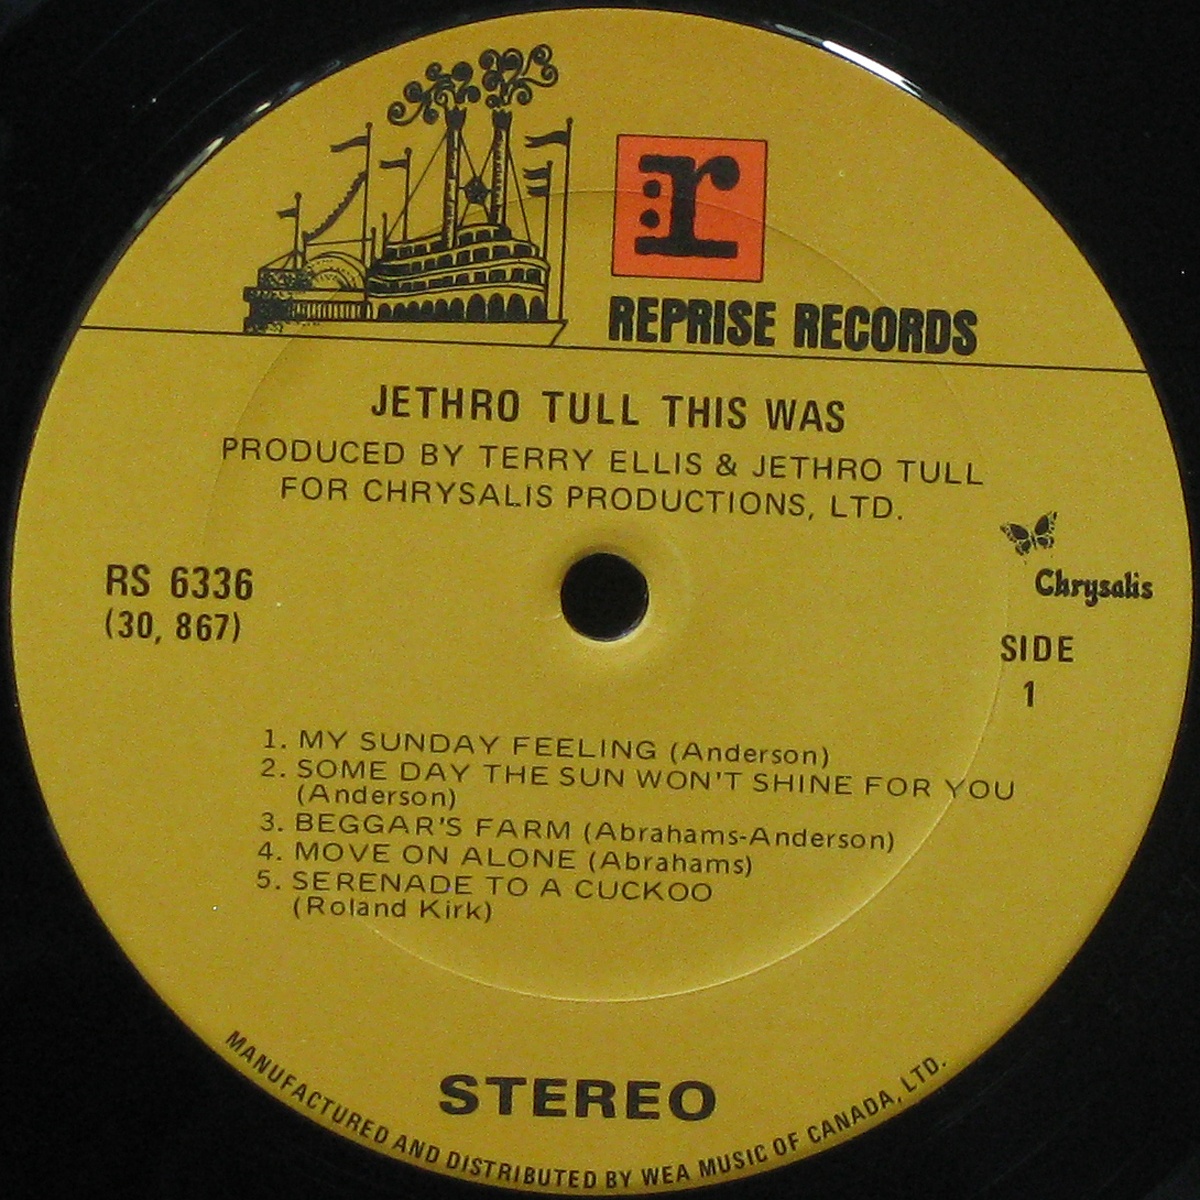 r:
REPRISE RECORDS
JETHRO TULL THIS WAS
PRODUCED BY TERRY ELLIS & JETHRO TULL
FOR CHRYSALIS PRODUCTIONS, LTD.
Chrysalis
RS 6336
(30, 867)
SIDE
1
1. MY SUNDAY FEELING (Anderson)
2. SOME DAY THE SUN WON'T SHINE FOR YOU
(Anderson)
3. BEGGAR'S FARM (Abrahams-Anderson)
4. MOVE ON ALONE (Abrahams)
5. SERENADE TO A CUCKOO
(Roland Kirk)
STEREO
MANUFACTURED AND DISTRIBUTED BY WEA MUSIC OF CANADA, LTD.